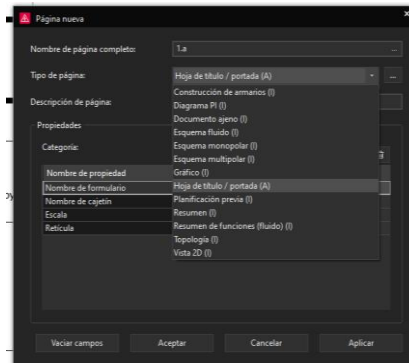 Página nueva
Nombre de página completo:
1.a
...
Tipo de página:
Hoja de título / portada (A)
...
Construcción de armarios (I)
Diagrama PI (I)
Documento ajeno (I)
Descripción de página:
Esquema fluido (I)
Propiedades
Esquema monopolar (I)
Esquema multipolar (I)
Categoría:
Gráfico (I)
Nombre de propiedad
Hoja de título / portada (A)
Nombre de formulario
Planificación previa (I)
Nombre de cajetín
Resumen (I)
Escala
Resumen de funciones (fluido) (I)
Retícula
Topología (I)
Vista 2D (I)
Vaciar campos
Aceptar
Cancelar
Aplicar